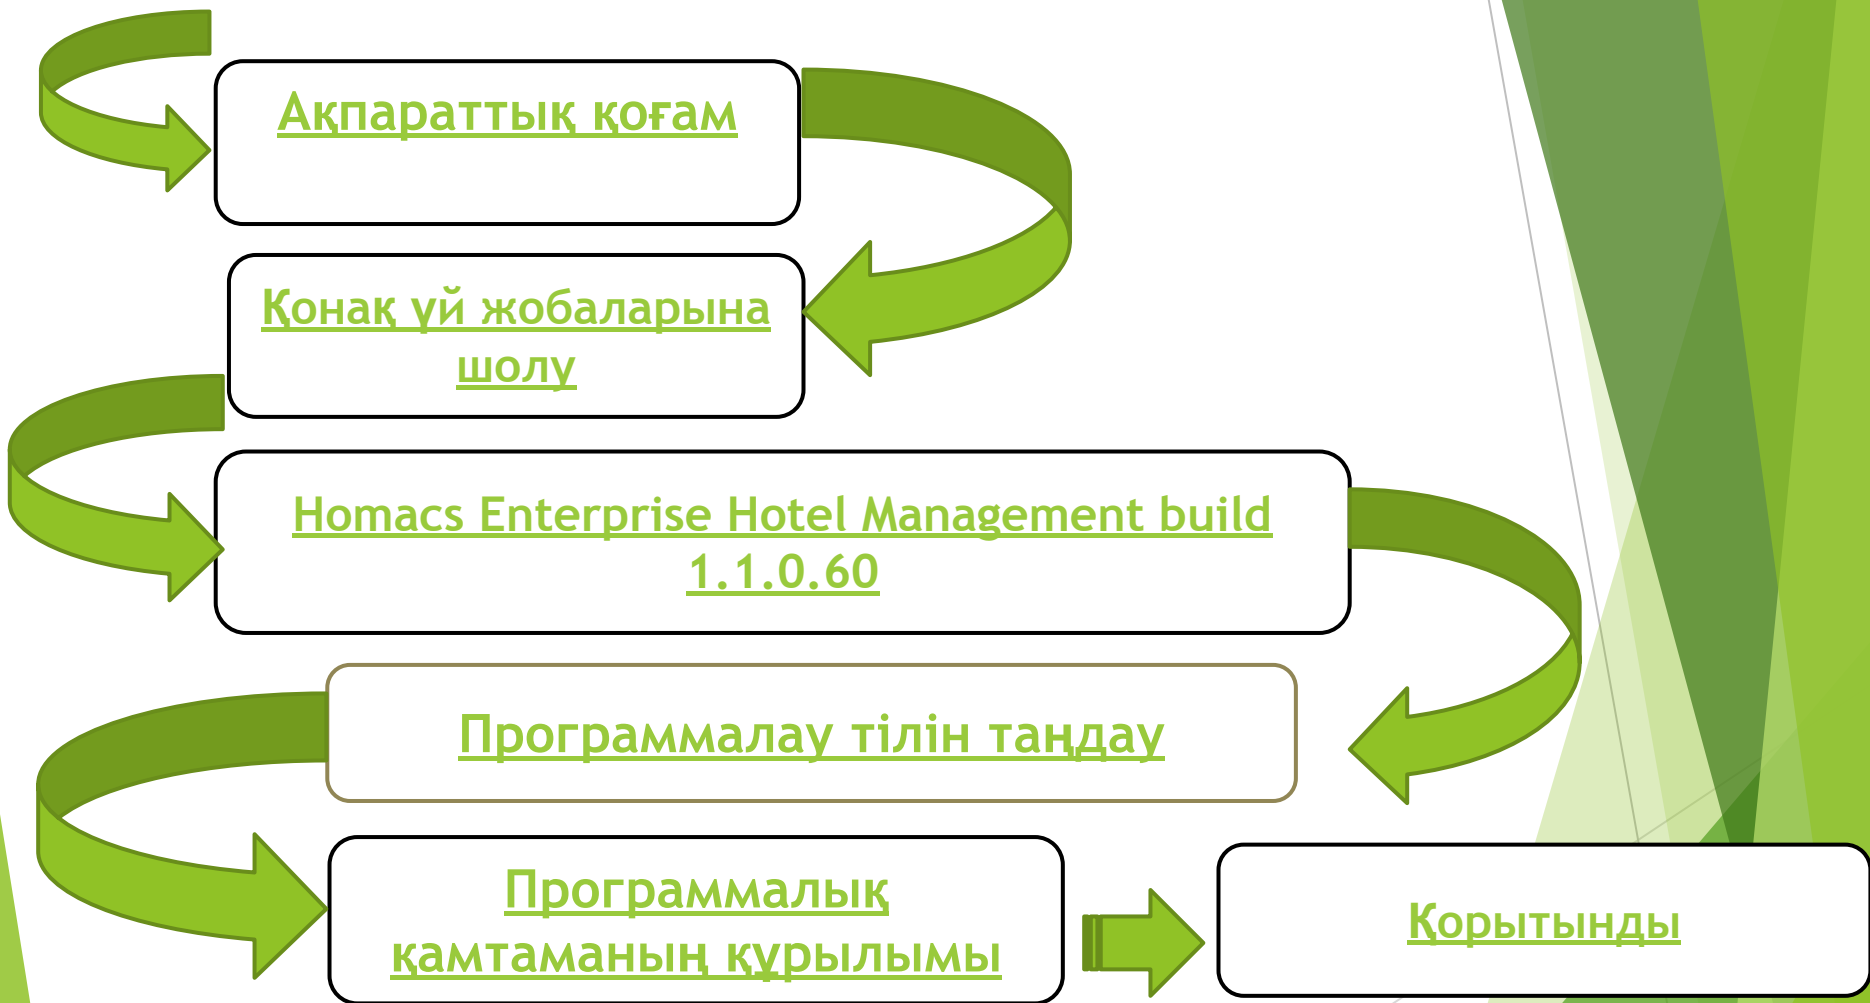 Ақпараттық қоғам
Қонақ үй жобаларына
шолу
Homacs Enterprise Hotel Management build
1.1.0.60
Программалау тілін таңдау
Программалық
қамтаманың құрылымы
Қорытынды